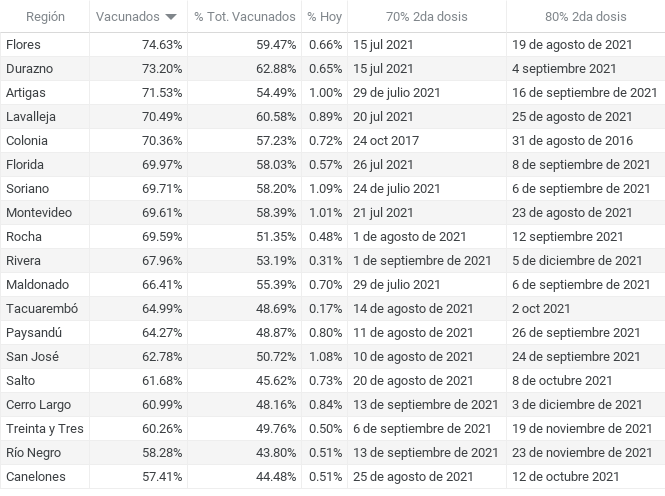 Región Vacunados % Tot. Vacunados % Hoy 70% 2da dosis 80% 2da dosis
Flores 74.63% 59.47% 0.66% 15 jul 2021 19 de agosto de 2021
Durazno 73.20% 62.88% 0.65% 15 jul 2021 4 septiembre 2021
Artigas 71.53% 54.49% 1.00% 29 de julio 2021 16 de septiembre de 2021
Lavalleja 70.49% 60.58% 0.89% 20 jul 2021 25 de agosto de 2021
Colonia 70.36% 57.23% 0.72% 24 oct 2017 31 de agosto de 2016
Florida 69.97% 58.03% 0.57% 26 jul 2021 8 de septiembre de 2021
Soriano 69.71% 58.20% 1.09% 24 de julio 2021 6 de septiembre de 2021
Montevideo 69.61% 58.39% 1.01% 21 jul 2021 23 de agosto de 2021
Rocha 69.59% 51.35% 0.48% 1 de agosto de 2021 12 septiembre 2021
Rivera 67.96% 53.19% 0.31% 1 de septiembre de 2021 5 de diciembre de 2021
Maldonado 66.41% 55.39% 0.70% 29 de julio 2021 6 de septiembre de 2021
Tacuarembó 64.99% 48.69% 0.17% 14 de agosto de 2021 2 oct 2021
Paysandú 64.27% 48.87% 0.80% 11 de agosto de 2021 26 de septiembre de 2021
San José 62.78% 50.72% 1.08% 10 de agosto de 2021 24 de septiembre de 2021
Salto 61.68% 45.62% 0.73% 20 de agosto de 2021 8 de octubre de 2021
Cerro Largo 60.99% 48.16% 0.84% 13 de septiembre de 2021 3 de diciembre de 2021
Treinta y Tres 60.26% 49.76% 0.50% 6 de septiembre de 2021 19 de noviembre de 2021
Río Negro 58.28% 43.80% 0.51% 13 de septiembre de 2021 23 de noviembre de 2021
Canelones 57.41% 44.48% 0.51% 25 de agosto de 2021 12 de octubre de 2021